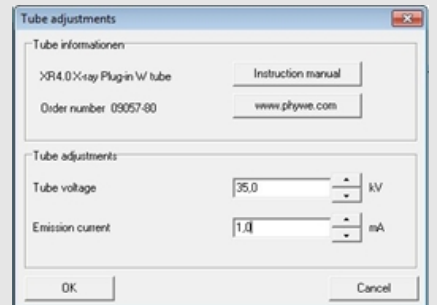 Tube adjustments
Tube informationen
XR4.0 X-ray Plug-in W tube
Instruction manual
Order number 09057-80
www.phywe.com
Tube adjustments
Tube voltage 35,0 kV
Emission current 1,0 mA
OK Cancel